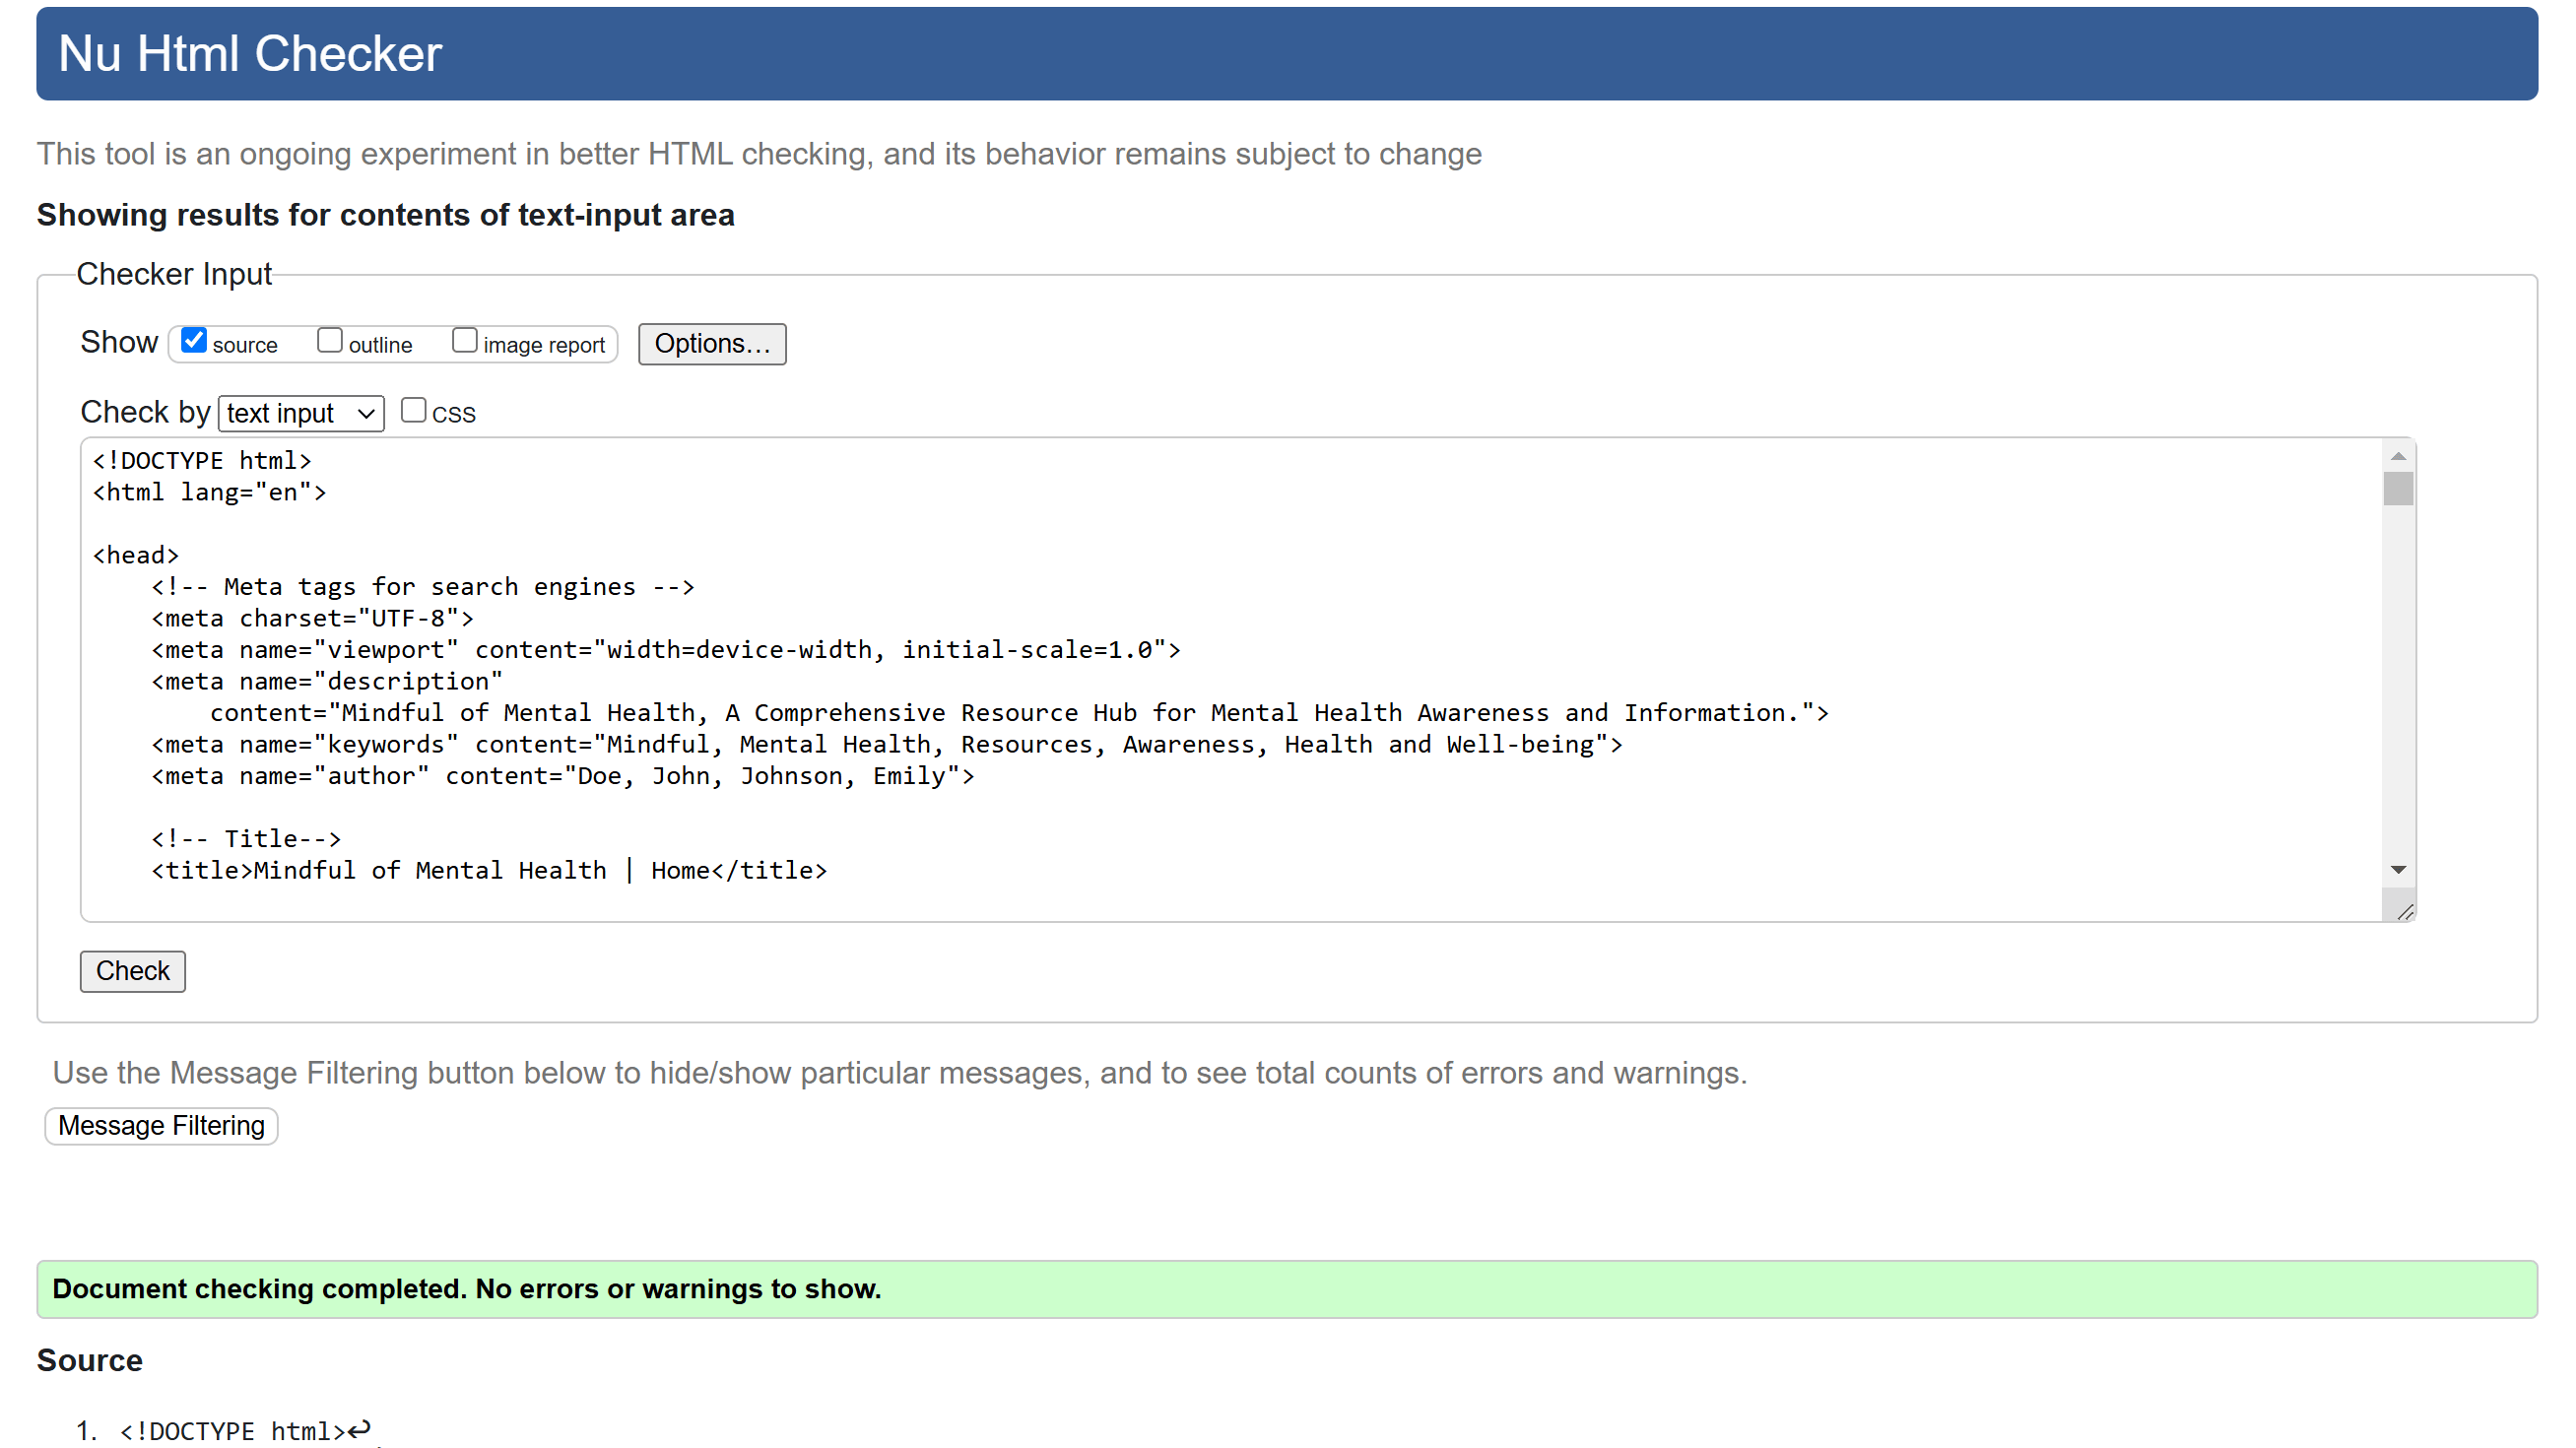 Nu Html Checker
This tool is an ongoing experiment in better HTML checking, and its behavior remains subject to change
Showing results for contents of text-input area
Checker Input
Show source outline image report Options...
Check by text input CSS
<!DOCTYPE html>
<html lang="en">
<head>
<!-- Meta tags for search engines -->
<meta charset="UTF-8">
<meta name="viewport" content="width=device-width, initial-scale=1.0">
<meta name="description"
content="Mindful of Mental Health, A Comprehensive Resource Hub for Mental Health Awareness and Information.">
<meta name="keywords" content="Mindful, Mental Health, Resources, Awareness, Health and Well-being">
<meta name="author" content="Doe, John, Johnson, Emily">
<!-- Title-->
<title>Mindful of Mental Health | Home</title>
Check
Use the Message Filtering button below to hide/show particular messages, and to see total counts of errors and warnings.
Message Filtering
Document checking completed. No errors or warnings to show.
Source
1. <!DOCTYPE html>↩